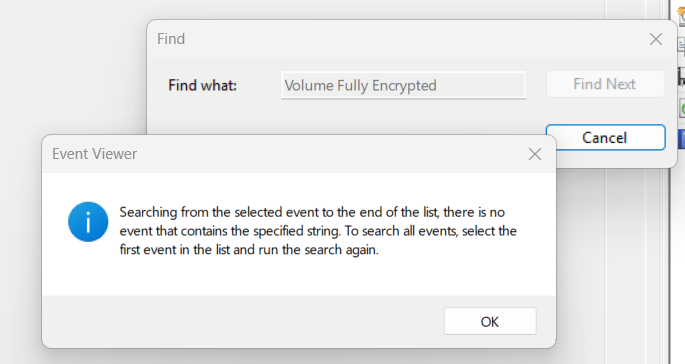 Find
Find what:
Volume Fully Encrypted
Find Next
Cancel
Event Viewer
Searching from the selected event to the end of the list, there is no
event that contains the specified string. To search all events, select the
first event in the list and run the search again.
OK